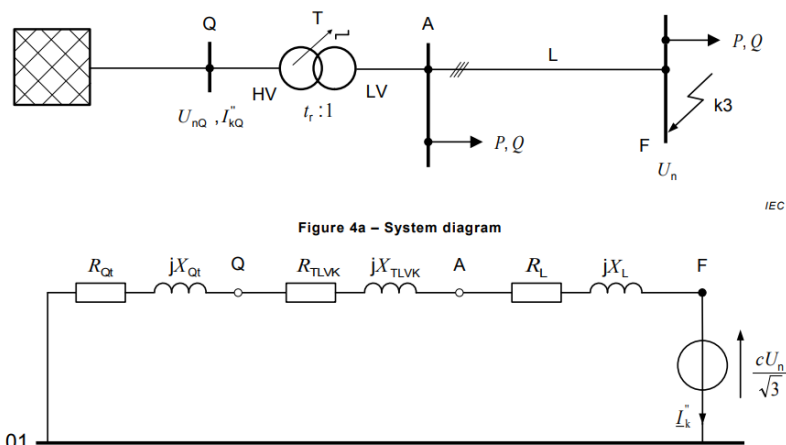 Q T A
HV LV L P, Q
U_nQ , I"_kQ t_r : 1 k3
P, Q F
U_n
IEC
Figure 4a – System diagram
R_Qt jX_Qt Q R_TLVK jX_TLVK A R_L jX_L F
cU_n
√3
I"_k
01